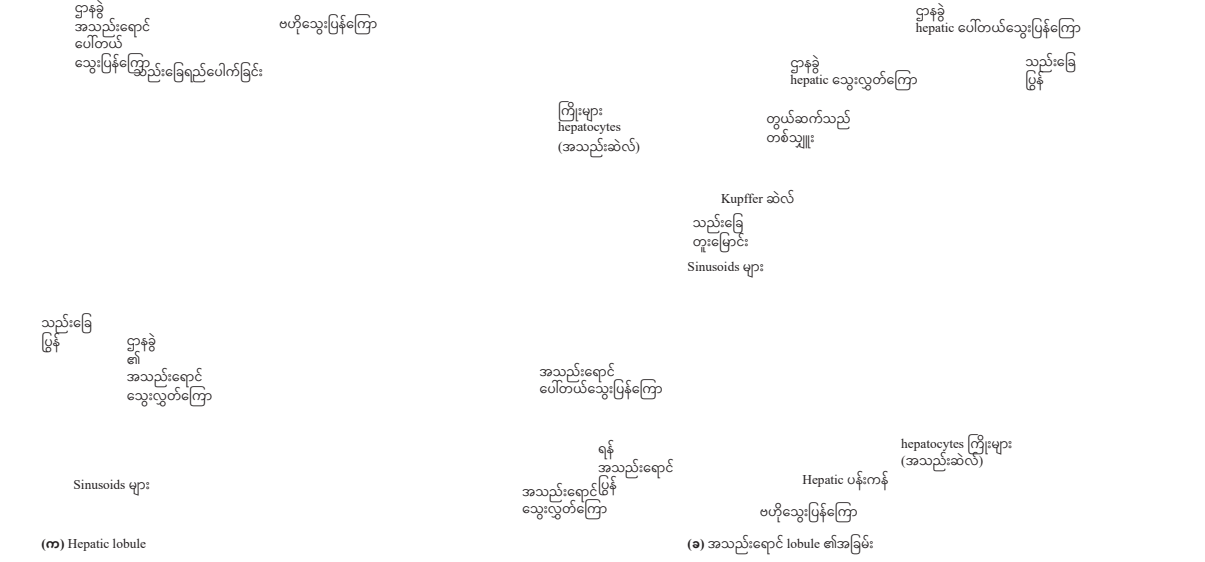 ဌာနခွဲ
အသည်းရောင်
ပေါ်တယ်
သွေးပြန်ကြော
ဗဟိုသွေးပြန်ကြော
သည်းခြေရည်ပေါက်ခြင်း
ဌာနခွဲ
hepatic ပေါ်တယ်သွေးပြန်ကြော
ဌာနခွဲ
hepatic သွေးလွှတ်ကြော
သည်းခြေ
ပြွန်
ကြိုးများ
hepatocytes
(အသည်းဆဲလ်)
တွယ်ဆက်သည်
တစ်သျှူး
Kupffer ဆဲလ်
သည်းခြေ
တူးမြောင်း
Sinusoids များ
သည်းခြေ
ပြွန်
ဌာနခွဲ
၏
အသည်းရောင်
သွေးလွှတ်ကြော
အသည်းရောင်
ပေါ်တယ်သွေးပြန်ကြော
Sinusoids များ
ရန်
အသည်းရောင်
ပြွန်
အသည်းရောင်
သွေးလွှတ်ကြော
hepatocytes ကြိုးများ
(အသည်းဆဲလ်)
Hepatic ပန်းကန်
ဗဟိုသွေးပြန်ကြော
(က) Hepatic lobule
(ခ) အသည်းရောင် lobule ၏အခြမ်း